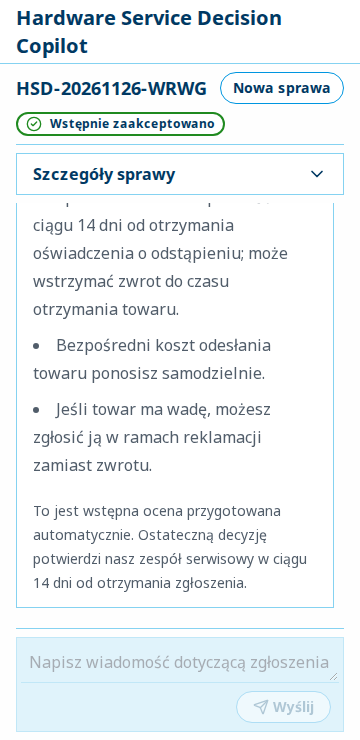 Hardware Service Decision
Copilot
HSD-20261126-WRWG
Nowa sprawa
Wstępnie zaakceptowano
Szczegóły sprawy
ciągu 14 dni od otrzymania
oświadczenia o odstąpieniu; może
wstrzymać zwrot do czasu
otrzymania towaru.
• Bezpośredni koszt odesłania
towaru ponosisz samodzielnie.
• Jeśli towar ma wadę, możesz
zgłosić ją w ramach reklamacji
zamiast zwrotu.
To jest wstępna ocena przygotowana
automatycznie. Ostateczną decyzję
potwierdzi nasz zespół serwisowy w ciągu
14 dni od otrzymania zgłoszenia.
Napisz wiadomość dotyczącą zgłoszenia
Wyślij